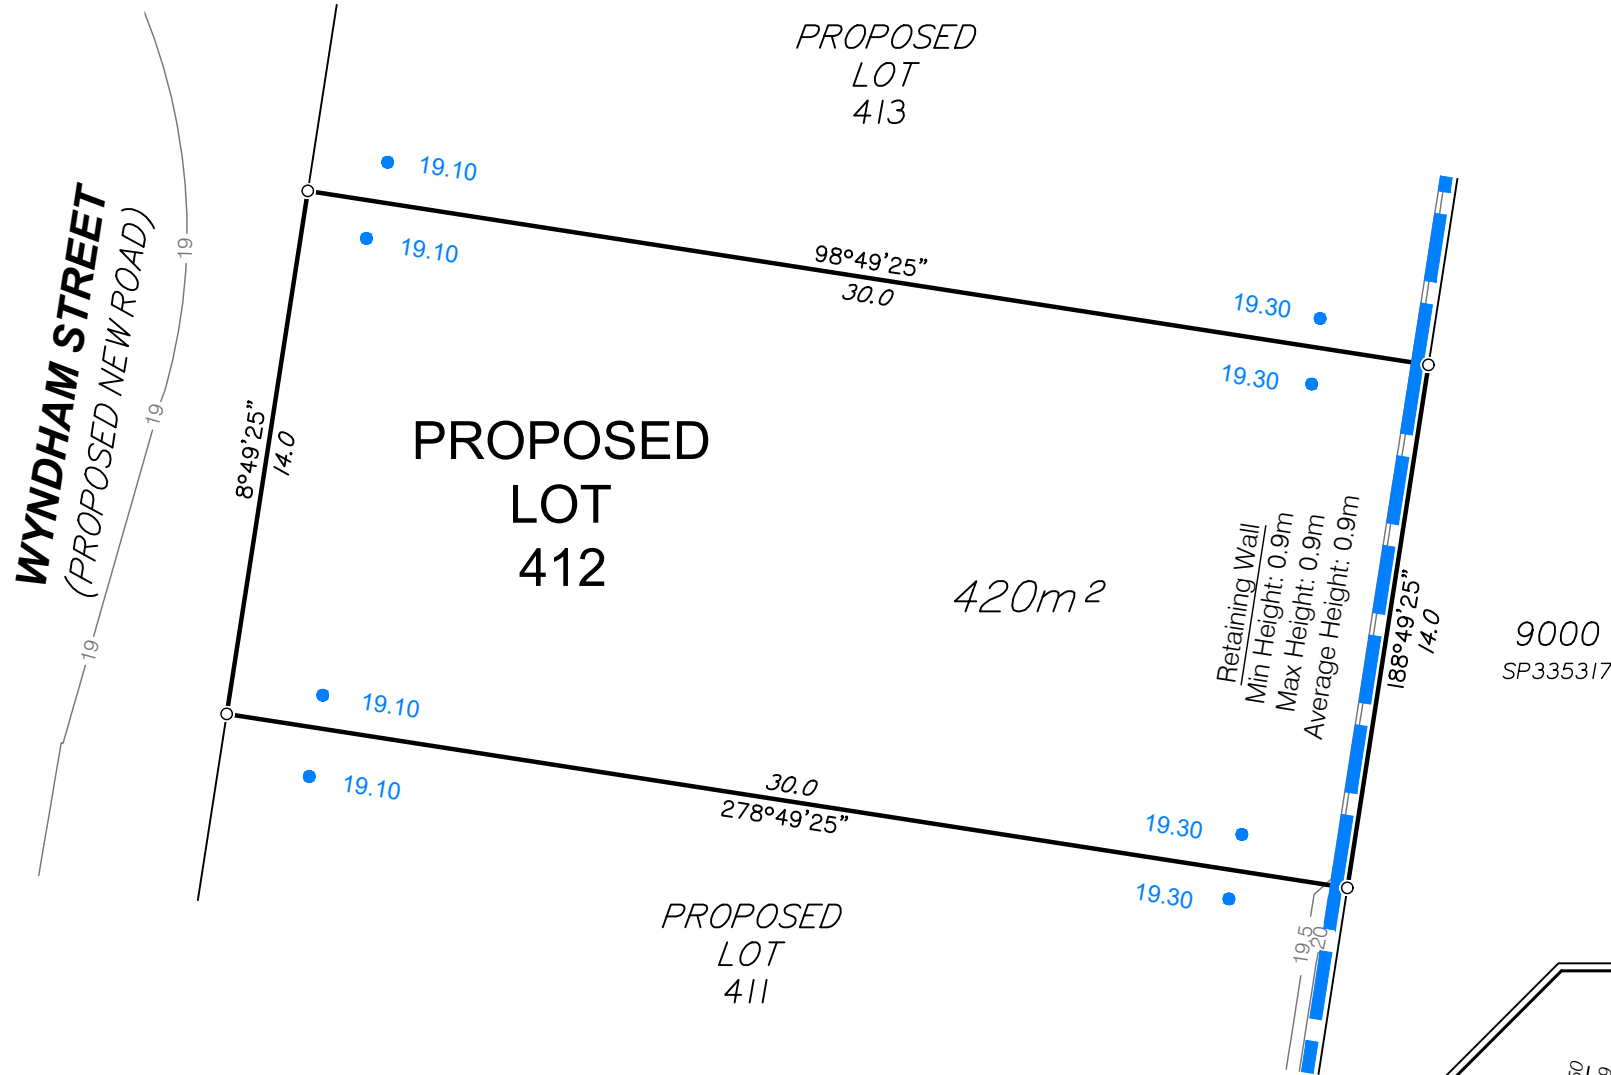 PROPOSED
LOT
413
19.10
19.10
WYNDHAM STREET
(PROPOSED NEW ROAD)
19
19
19
98°49'25"
30.0
19.30
19.30
8°49'25"
14.0
PROPOSED
LOT
412
420m²
Retaining Wall
Min Height: 0.9m
Max Height: 0.9m
Average Height: 0.9m
188°49'25"
14.0
9000
SP335317
19.10
19.10
30.0
278°49'25"
19.30
19.30
PROPOSED
LOT
411
19.5
20